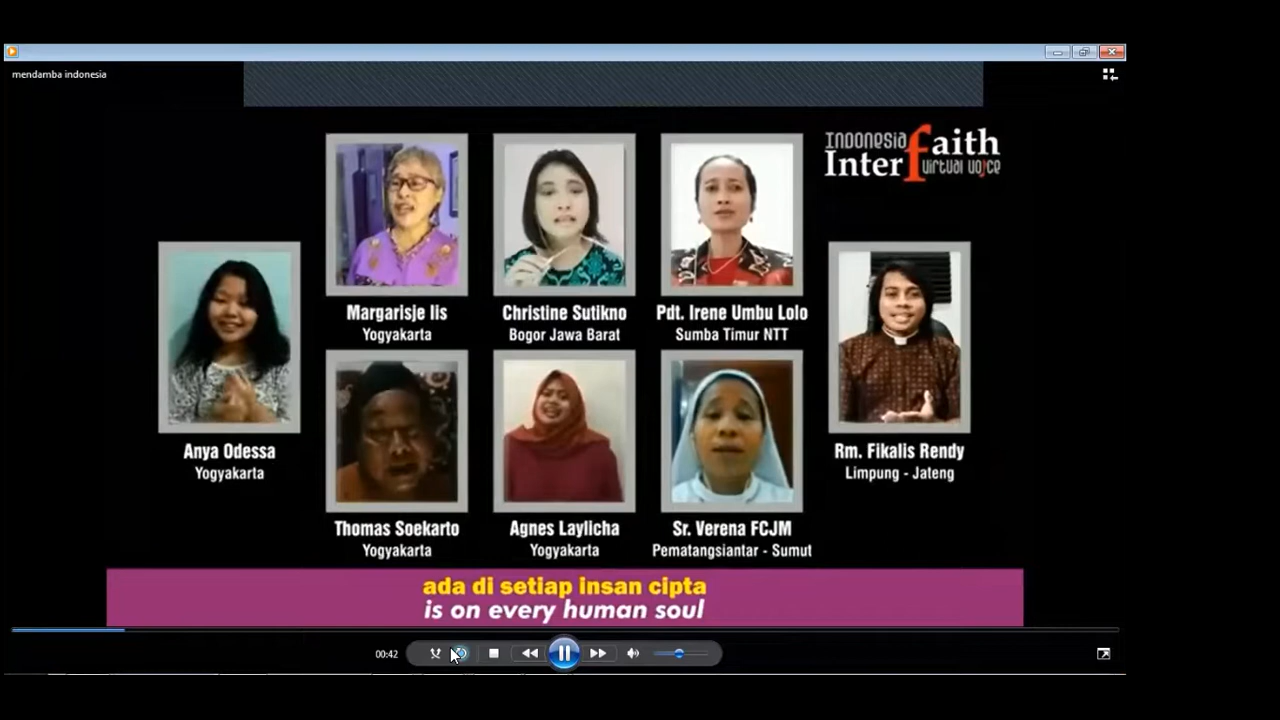 mendamba indonesia
INDONESIA
Inter faith
virtual voice
Margarisje Iis
Yogyakarta
Christine Sutikno
Bogor Jawa Barat
Pdt. Irene Umbu Lolo
Sumba Timur NTT
Anya Odessa
Yogyakarta
Rm. Fikalis Rendy
Limpung - Jateng
Thomas Soekarto
Yogyakarta
Agnes Laylicha
Yogyakarta
Sr. Verena FCJM
Pematangsiantar - Sumut
ada di setiap insan cipta
is on every human soul
00:42